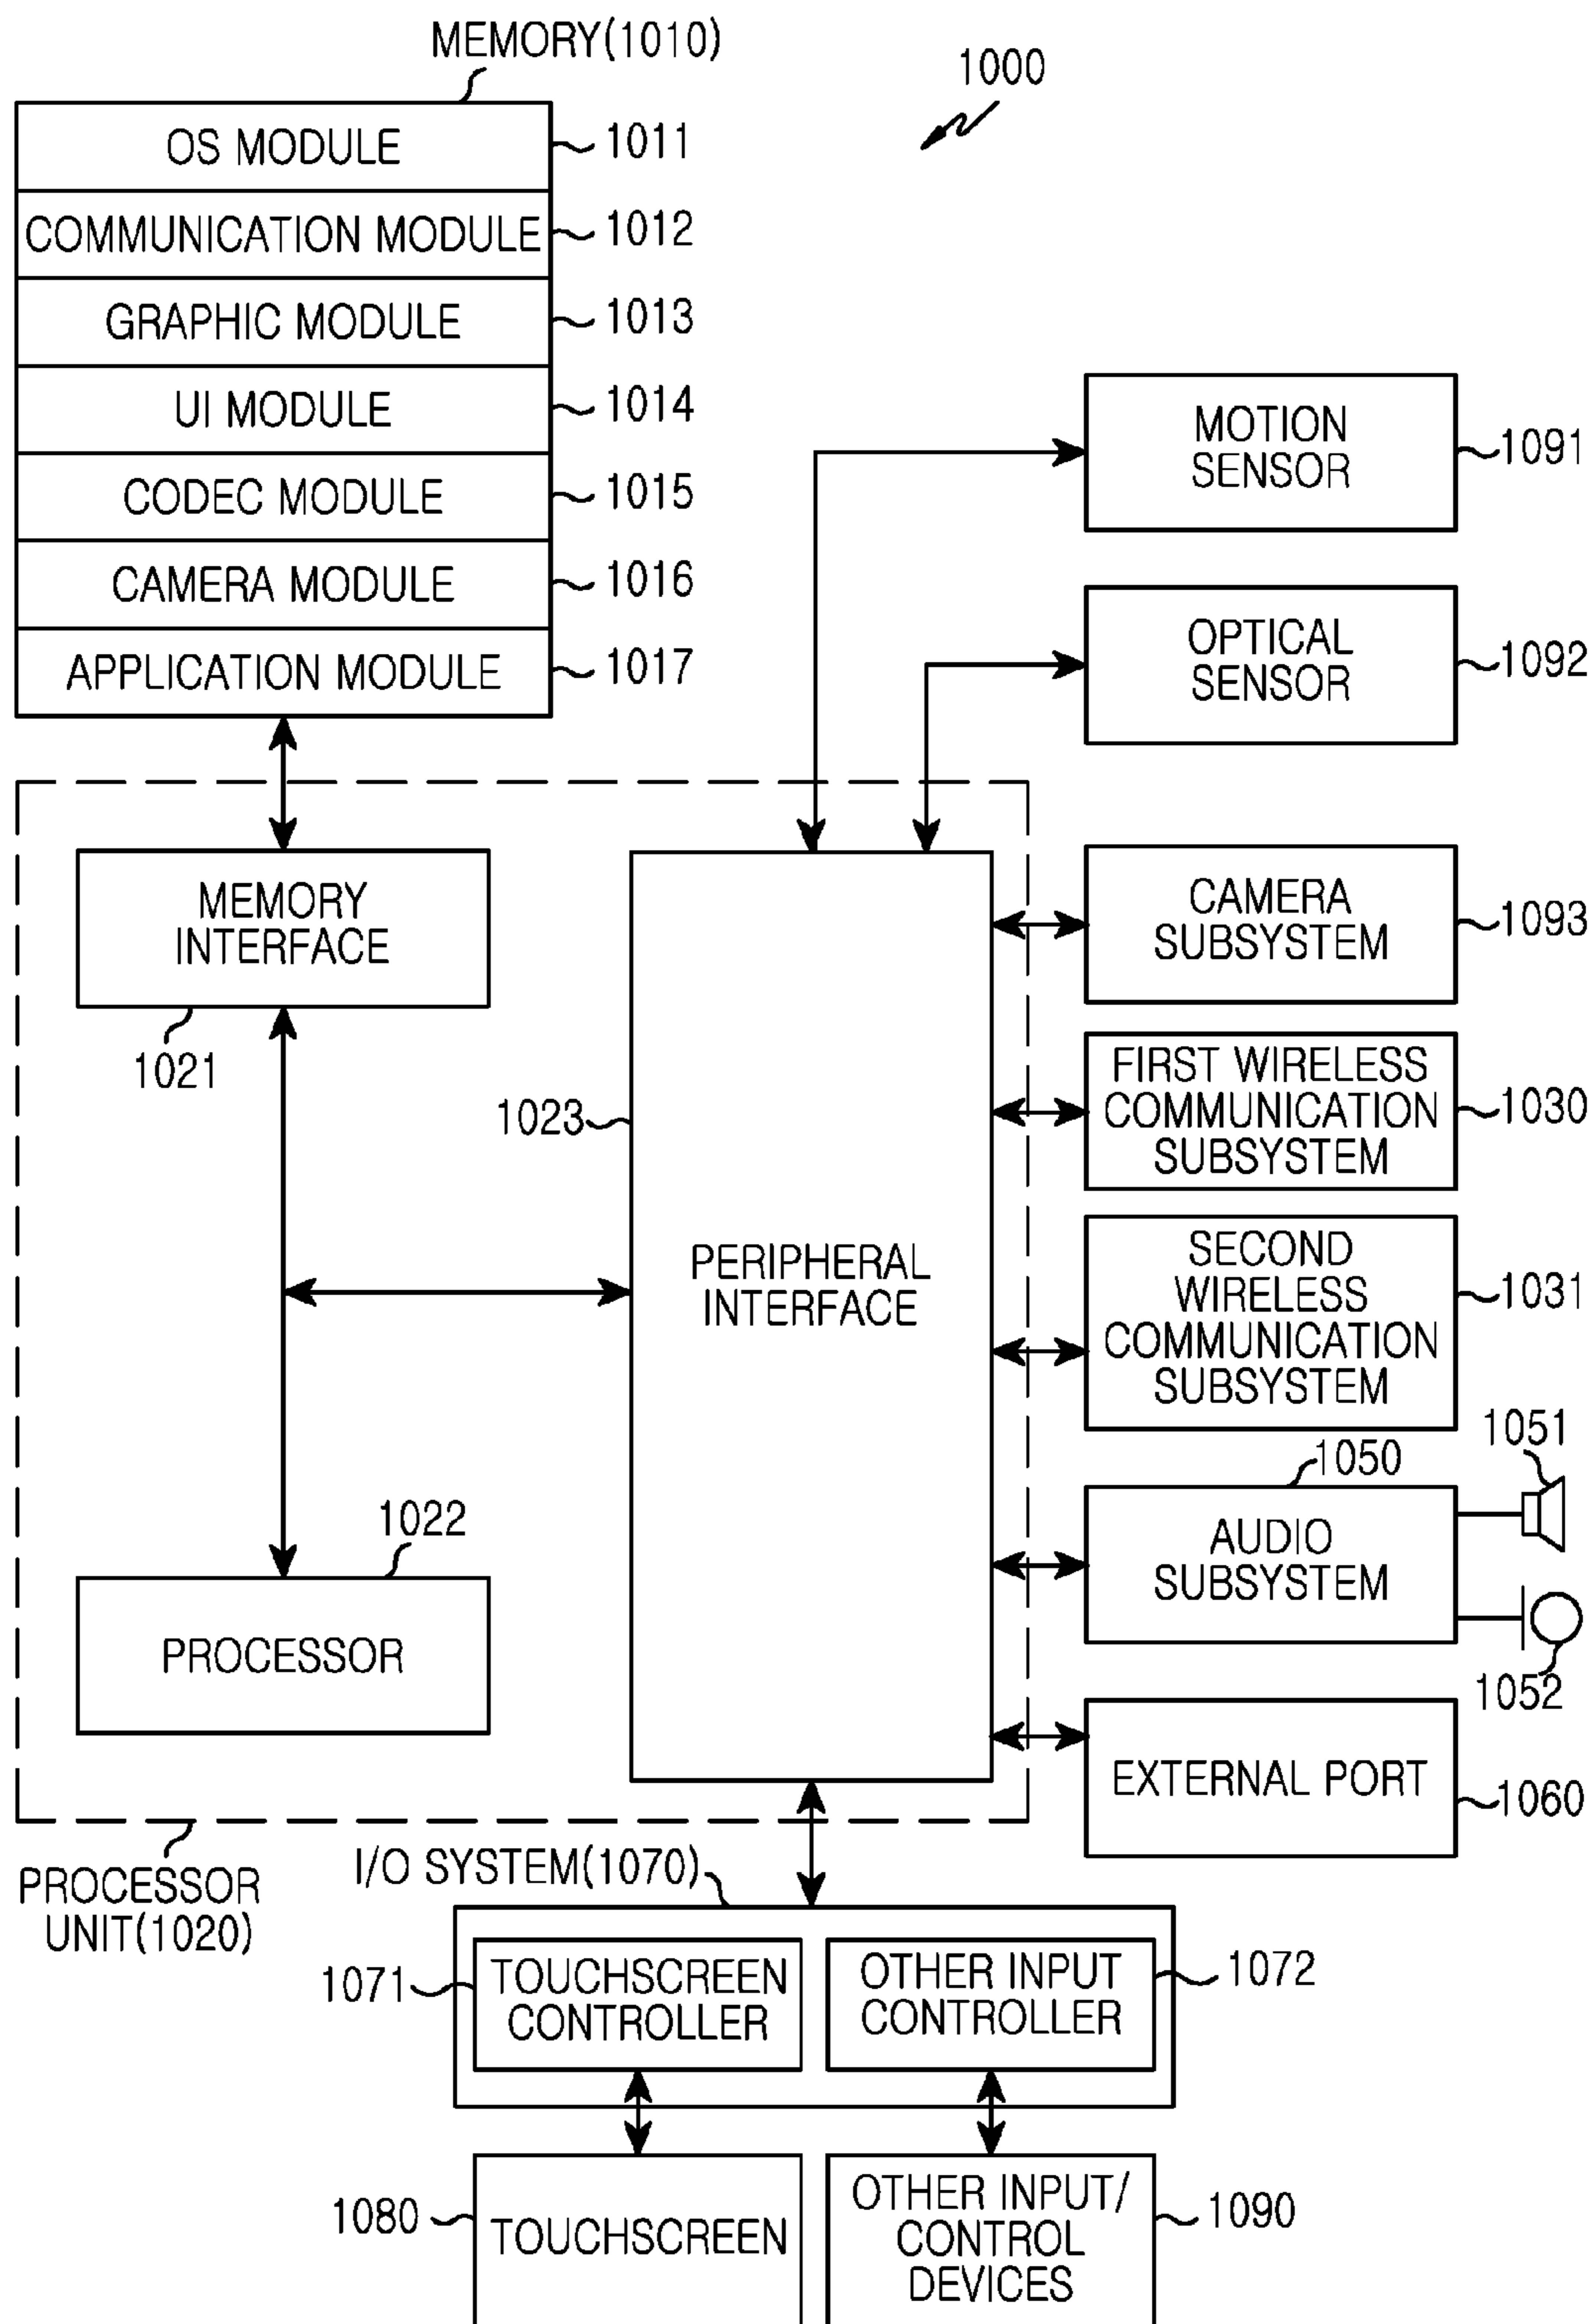 MEMORY(1010)
1000
OS MODULE
1011
COMMUNICATION MODULE
1012
GRAPHIC MODULE
1013
UI MODULE
1014
CODEC MODULE
1015
CAMERA MODULE
1016
APPLICATION MODULE
1017
MOTION
SENSOR
1091
OPTICAL
SENSOR
1092
MEMORY
INTERFACE
1021
CAMERA
SUBSYSTEM
1093
FIRST WIRELESS
COMMUNICATION
SUBSYSTEM
1030
1023
PERIPHERAL
INTERFACE
SECOND
WIRELESS
COMMUNICATION
SUBSYSTEM
1031
1022
PROCESSOR
1050
1051
AUDIO
SUBSYSTEM
1052
EXTERNAL PORT
1060
PROCESSOR
UNIT(1020)
I/O SYSTEM(1070)
1071
TOUCHSCREEN
CONTROLLER
OTHER INPUT
CONTROLLER
1072
1080
TOUCHSCREEN
OTHER INPUT/
CONTROL
DEVICES
1090